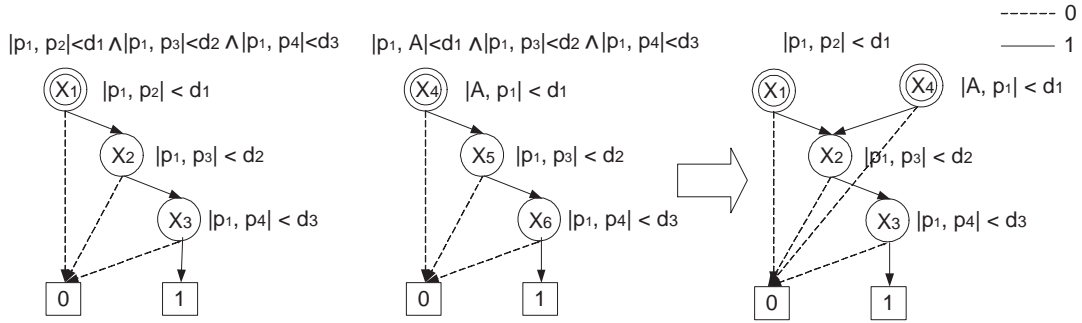 0
1
|p1, p2|<d1 ∧|p1, p3|<d2 ∧|p1, p4|<d3
|p1, A|<d1 ∧|p1, p3|<d2 ∧|p1, p4|<d3
|p1, p2| < d1
X1 |p1, p2| < d1
X4 |A, p1| < d1
X1
X4 |A, p1| < d1
X2 |p1, p3| < d2
X5 |p1, p3| < d2
X2 |p1, p3| < d2
X3 |p1, p4| < d3
X6 |p1, p4| < d3
X3 |p1, p4| < d3
0 1
0 1
0 1